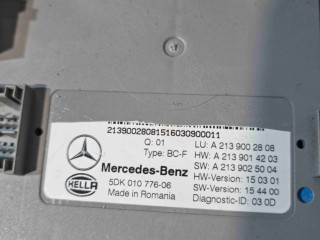 21390028081516030900011
Q: 01
Type: BC-F
Mercedes-Benz
HELLA
5DK 010 776-06
Made in Romania
LU: A 213 900 28 08
HW: A 213 901 42 03
SW: A 213 902 50 04
HW-Version: 15 03 01
SW-Version: 15 44 00
Diagnostic-ID: 03 0D